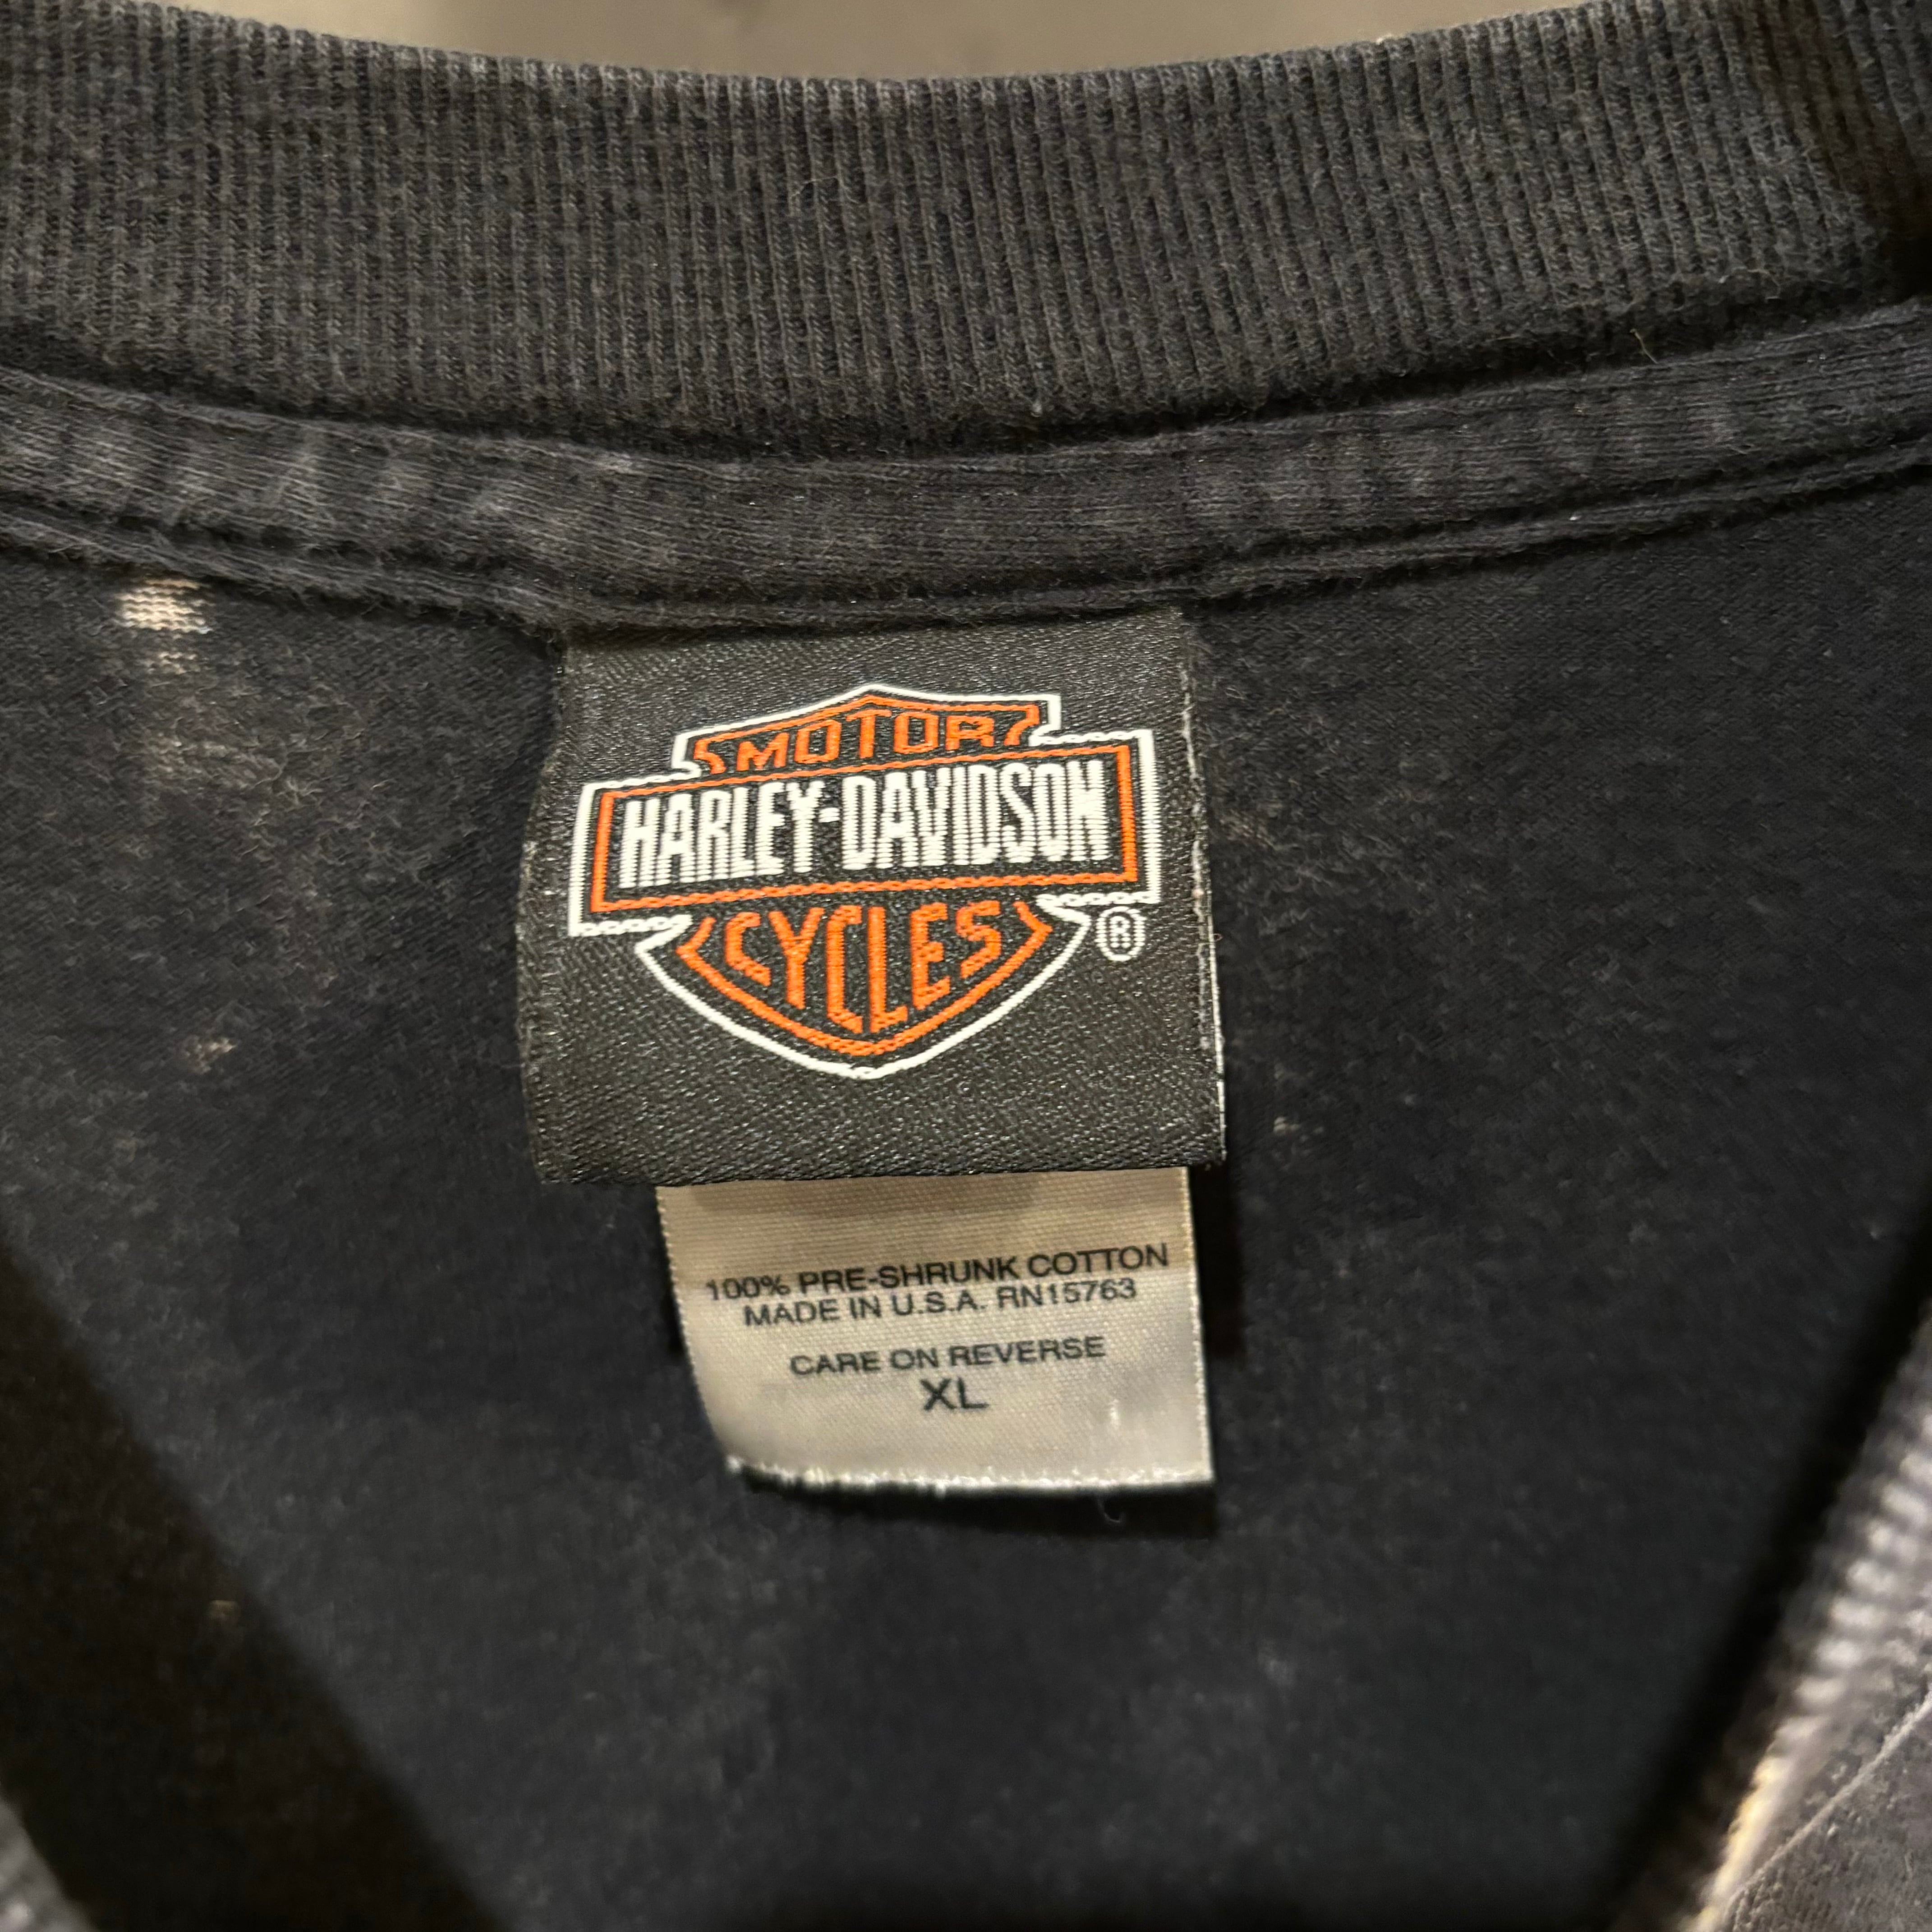 MOTOR
HARLEY-DAVIDSON
CYCLES
®
100% PRE-SHRUNK COTTON
MADE IN U.S.A. RN15763
CARE ON REVERSE
XL